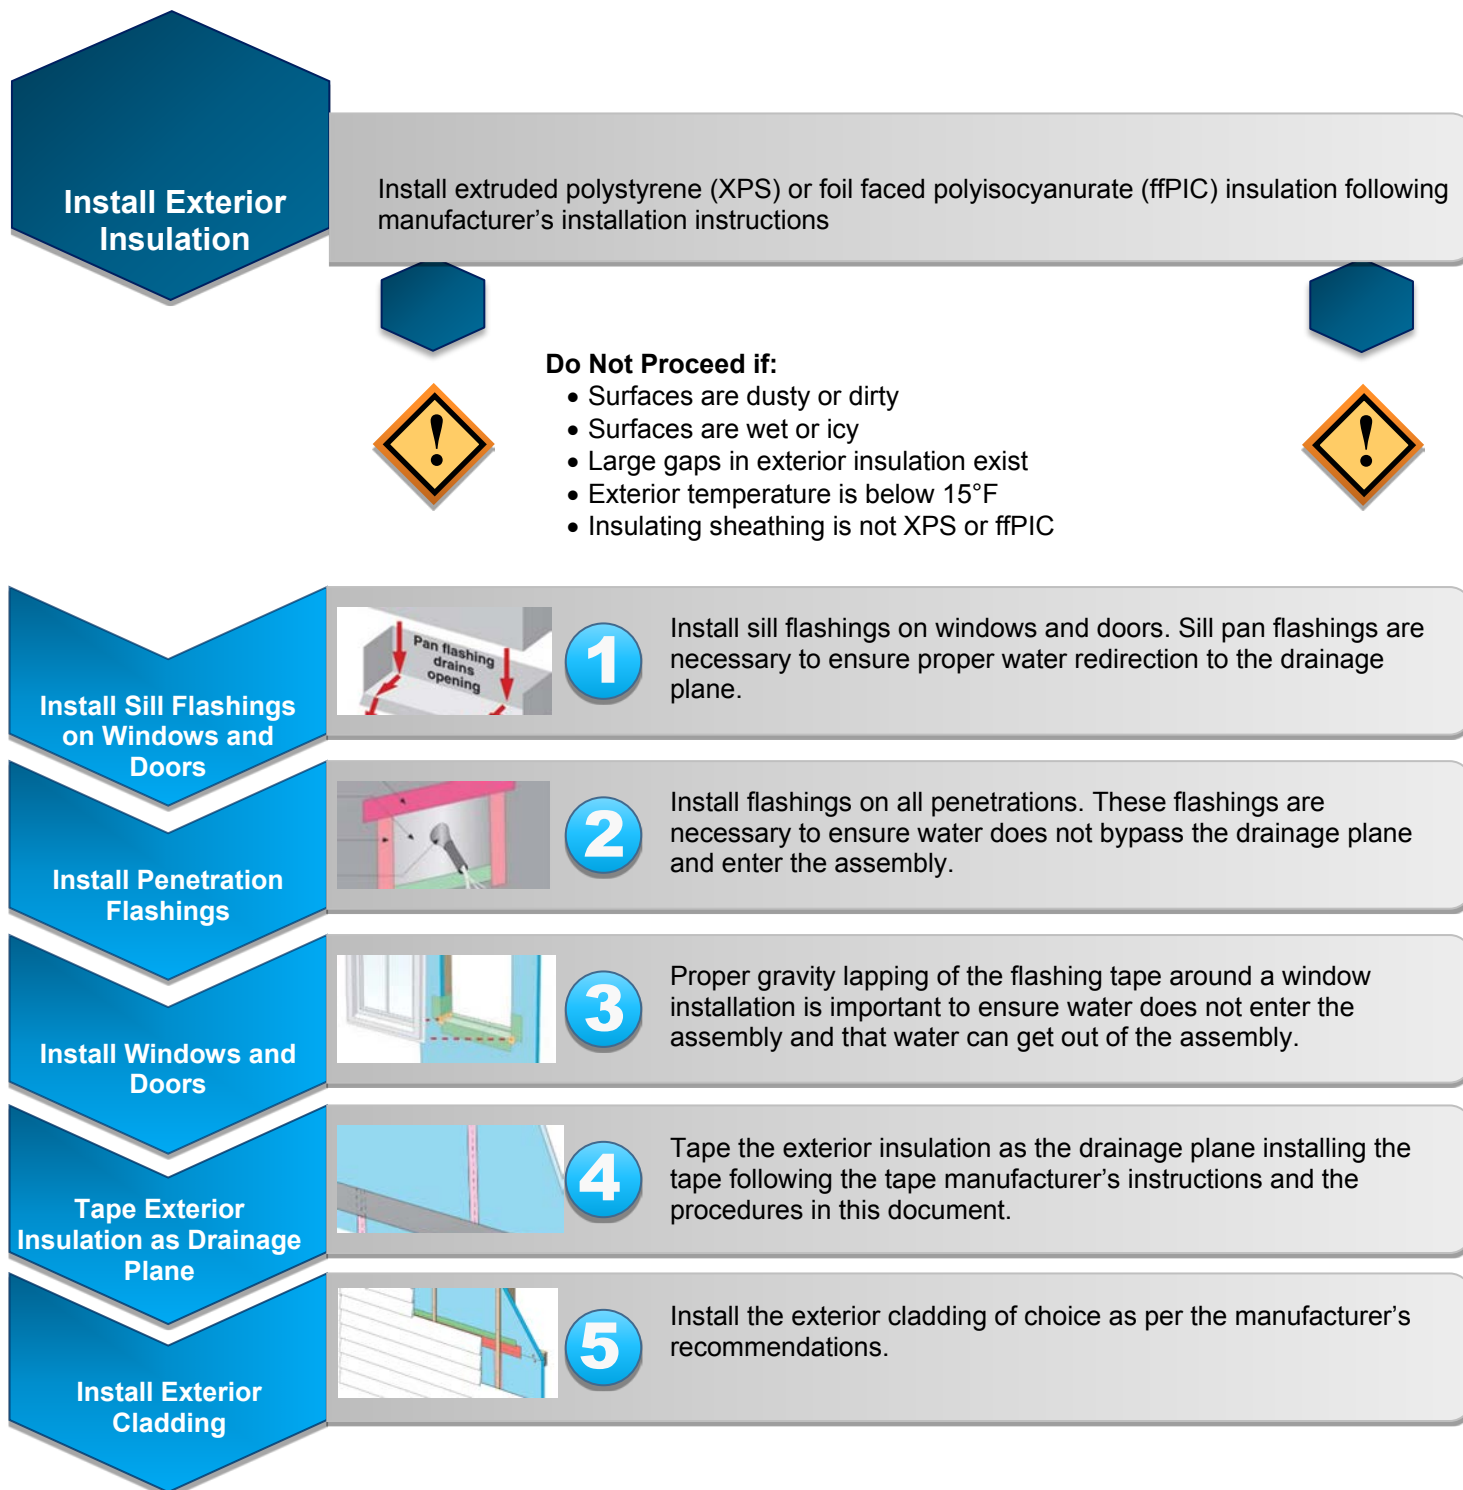 Install Exterior
Insulation
Install extruded polystyrene (XPS) or foil faced polyisocyanurate (ffPIC) insulation following
manufacturer’s installation instructions
!
!
Do Not Proceed if:
• Surfaces are dusty or dirty
• Surfaces are wet or icy
• Large gaps in exterior insulation exist
• Exterior temperature is below 15°F
• Insulating sheathing is not XPS or ffPIC
Install Sill Flashings
on Windows and
Doors
Pan flashing
drains
opening
1
Install sill flashings on windows and doors. Sill pan flashings are
necessary to ensure proper water redirection to the drainage
plane.
Install Penetration
Flashings
2
Install flashings on all penetrations. These flashings are
necessary to ensure water does not bypass the drainage plane
and enter the assembly.
Install Windows and
Doors
3
Proper gravity lapping of the flashing tape around a window
installation is important to ensure water does not enter the
assembly and that water can get out of the assembly.
Tape Exterior
Insulation as Drainage
Plane
4
Tape the exterior insulation as the drainage plane installing the
tape following the tape manufacturer’s instructions and the
procedures in this document.
Install Exterior
Cladding
5
Install the exterior cladding of choice as per the manufacturer’s
recommendations.